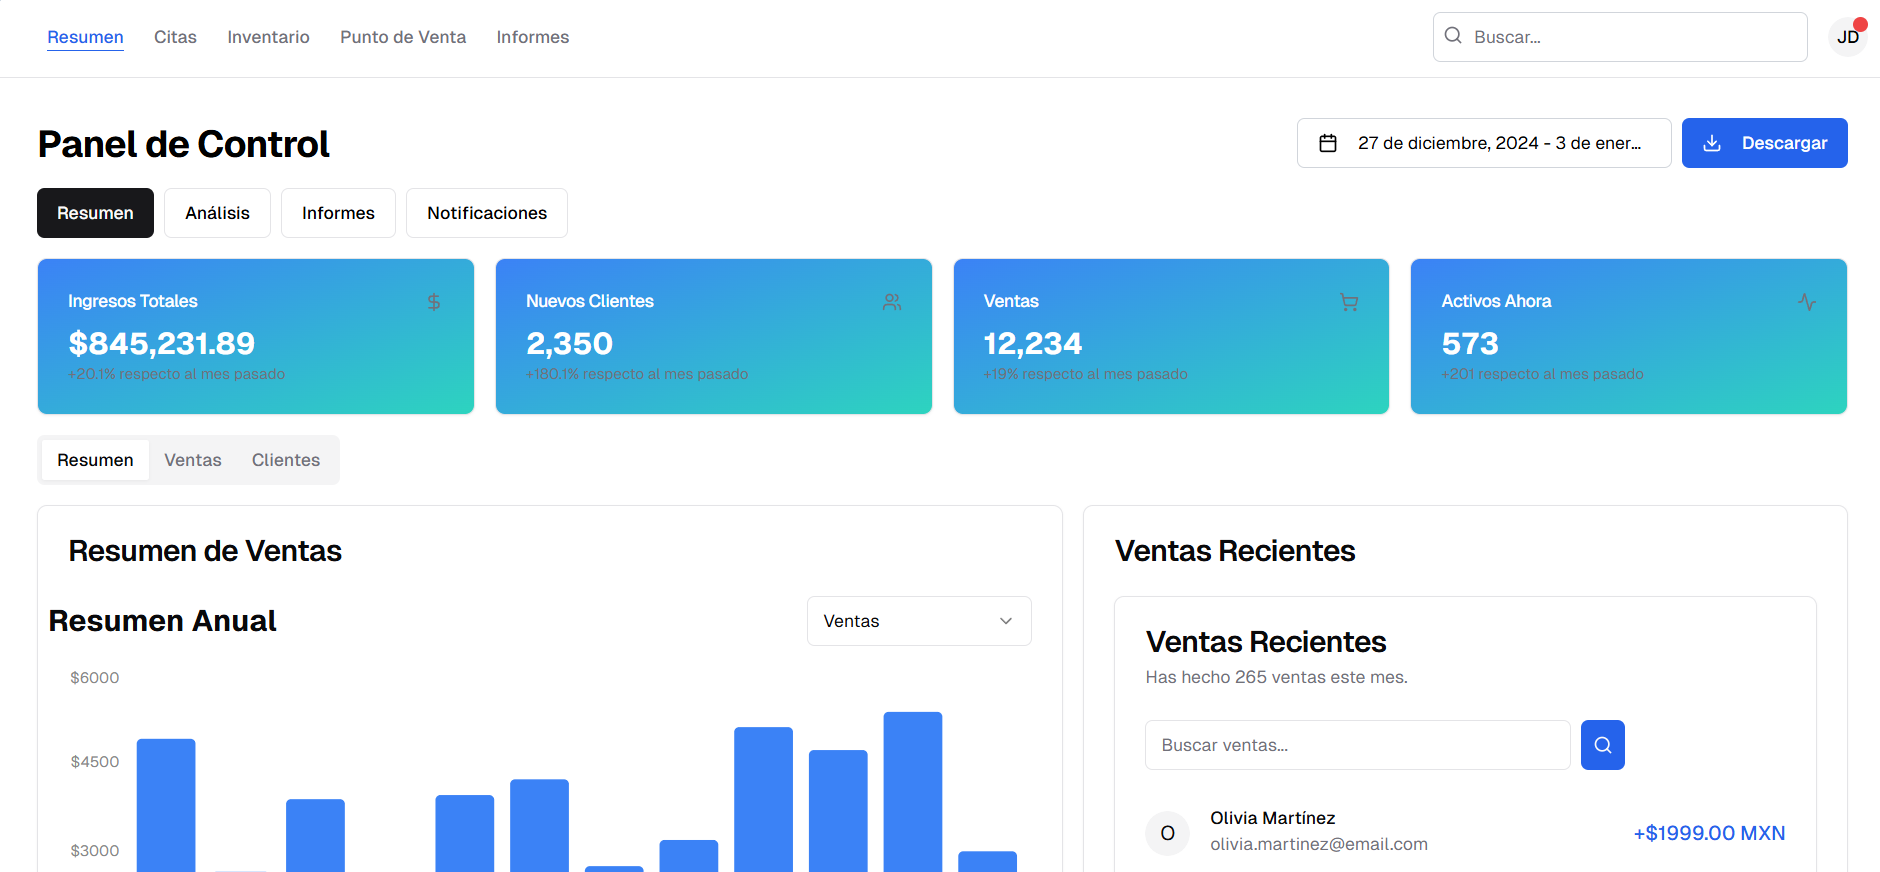 Resumen Citas Inventario Punto de Venta Informes Buscar... JD
Panel de Control 27 de diciembre, 2024 - 3 de ener... Descargar
Resumen Análisis Informes Notificaciones
Ingresos Totales
$845,231.89
+20.1% respecto al mes pasado
Nuevos Clientes
2,350
+180.1% respecto al mes pasado
Ventas
12,234
+19% respecto al mes pasado
Activos Ahora
573
+201 respecto al mes pasado
Resumen Ventas Clientes
Resumen de Ventas
Resumen Anual Ventas
$6000
$4500
$3000
Ventas Recientes
Ventas Recientes
Has hecho 265 ventas este mes.
Buscar ventas...
O
Olivia Martínez
olivia.martinez@email.com
+$1999.00 MXN